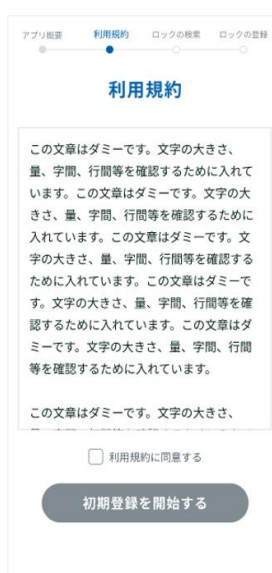 アプリ概要 利用規約 ロックの検索 ロックの登録
利用規約
この文章はダミーです。文字の大きさ、
量、字間、行間等を確認するために入れて
います。この文章はダミーです。文字の大
きさ、量、字間、行間等を確認するために
入れています。この文章はダミーです。文
字の大きさ、量、字間、行間等を確認する
ために入れています。この文章はダミーで
す。文字の大きさ、量、字間、行間等を確
認するために入れています。この文章はダ
ミーです。文字の大きさ、量、字間、行間
等を確認するために入れています。
この文章はダミーです。文字の大きさ、
利用規約に同意する
初期登録を開始する